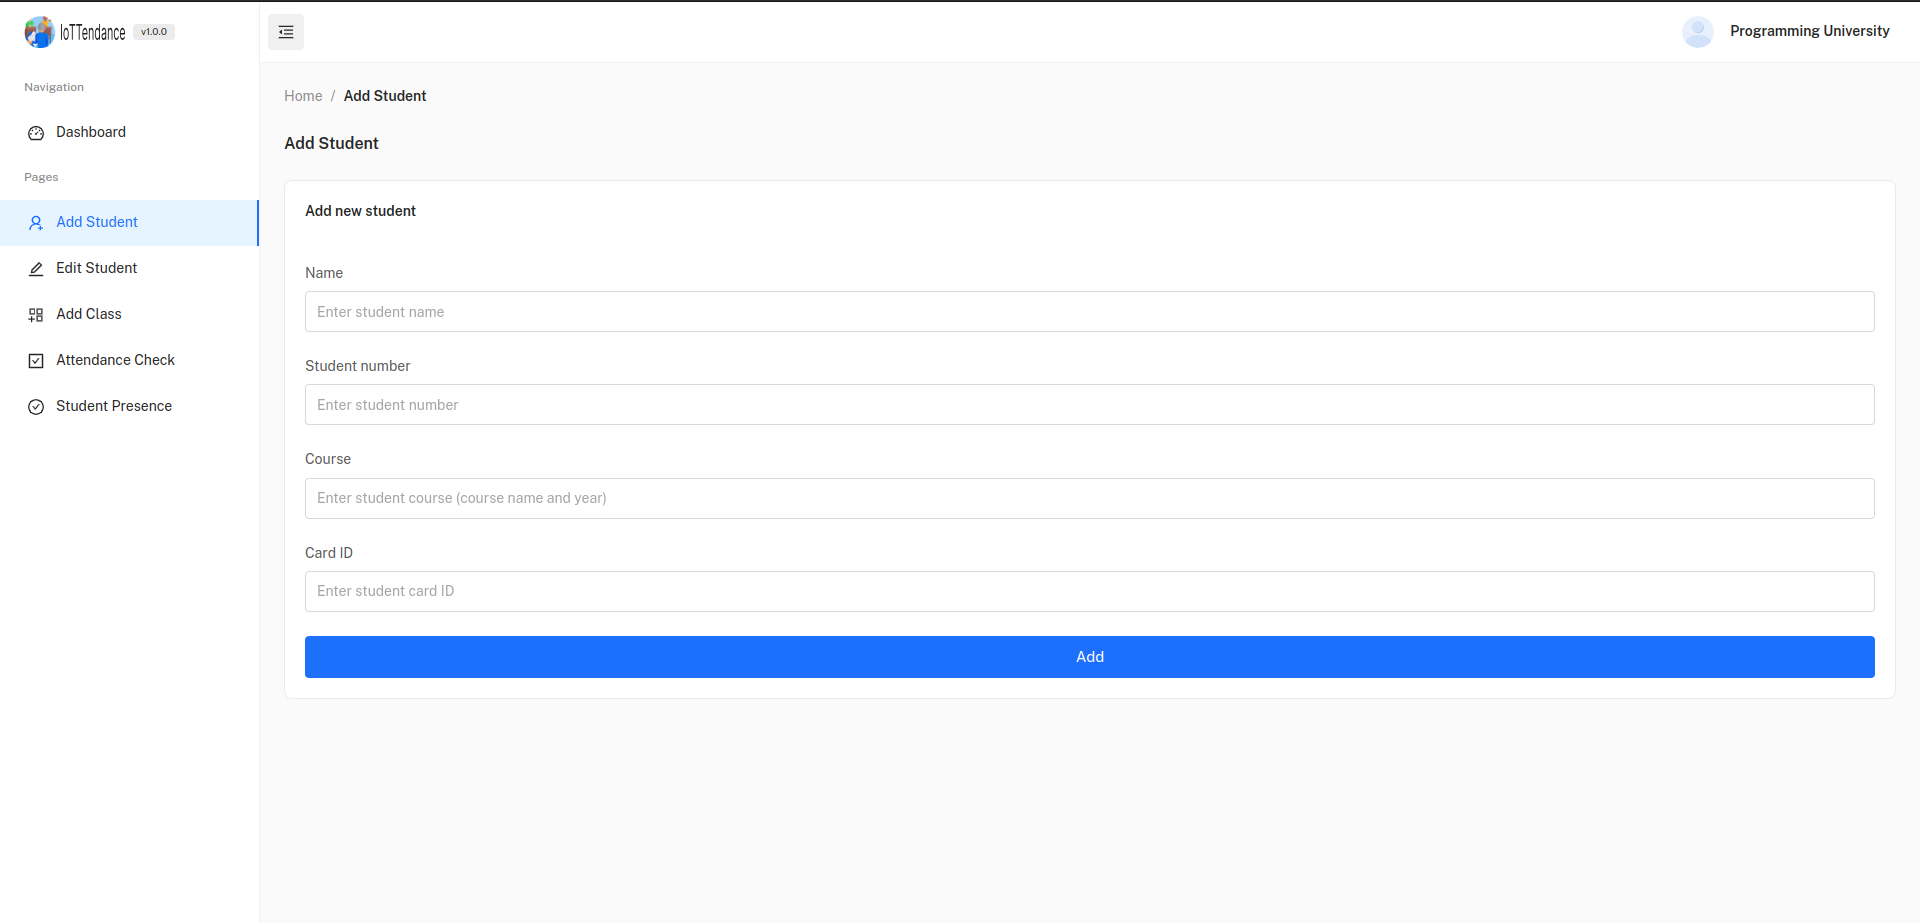 IoTTendance v1.0.0
Programming University
Navigation
Dashboard
Pages
Add Student
Edit Student
Add Class
Attendance Check
Student Presence
Home / Add Student
Add Student
Add new student
Name
Enter student name
Student number
Enter student number
Course
Enter student course (course name and year)
Card ID
Enter student card ID
Add